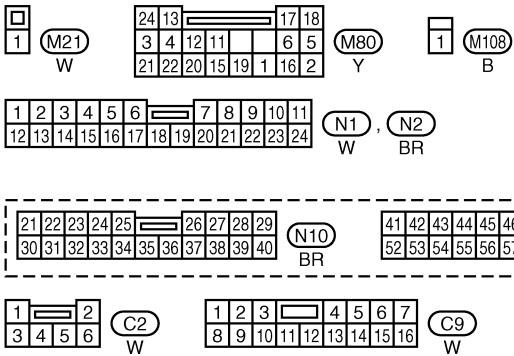 24 13 17 18
1 M21 3 4 12 11 6 5 M80 1 M108
W 21 22 20 15 19 1 16 2 Y B
1 2 3 4 5 6 7 8 9 10 11 N1 , N2
12 13 14 15 16 17 18 19 20 21 22 23 24 W BR
21 22 23 24 25 26 27 28 29 N10 41 42 43 44 45
30 31 32 33 34 35 36 37 38 39 40 BR 52 53 54 55 56
1 2 C2 1 2 3 4 5 6 7 C9
3 4 5 6 W 8 9 10 11 12 13 14 15 16 W